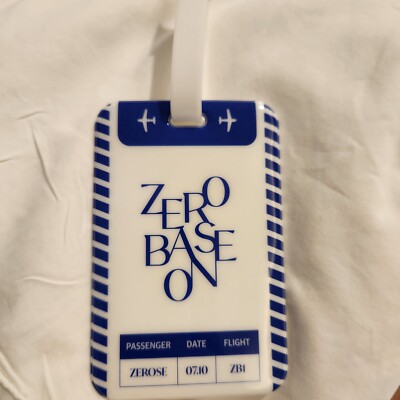 ZERO
BASE
ON
PASSENGER DATE FLIGHT
ZEROSE 07.10 ZB1